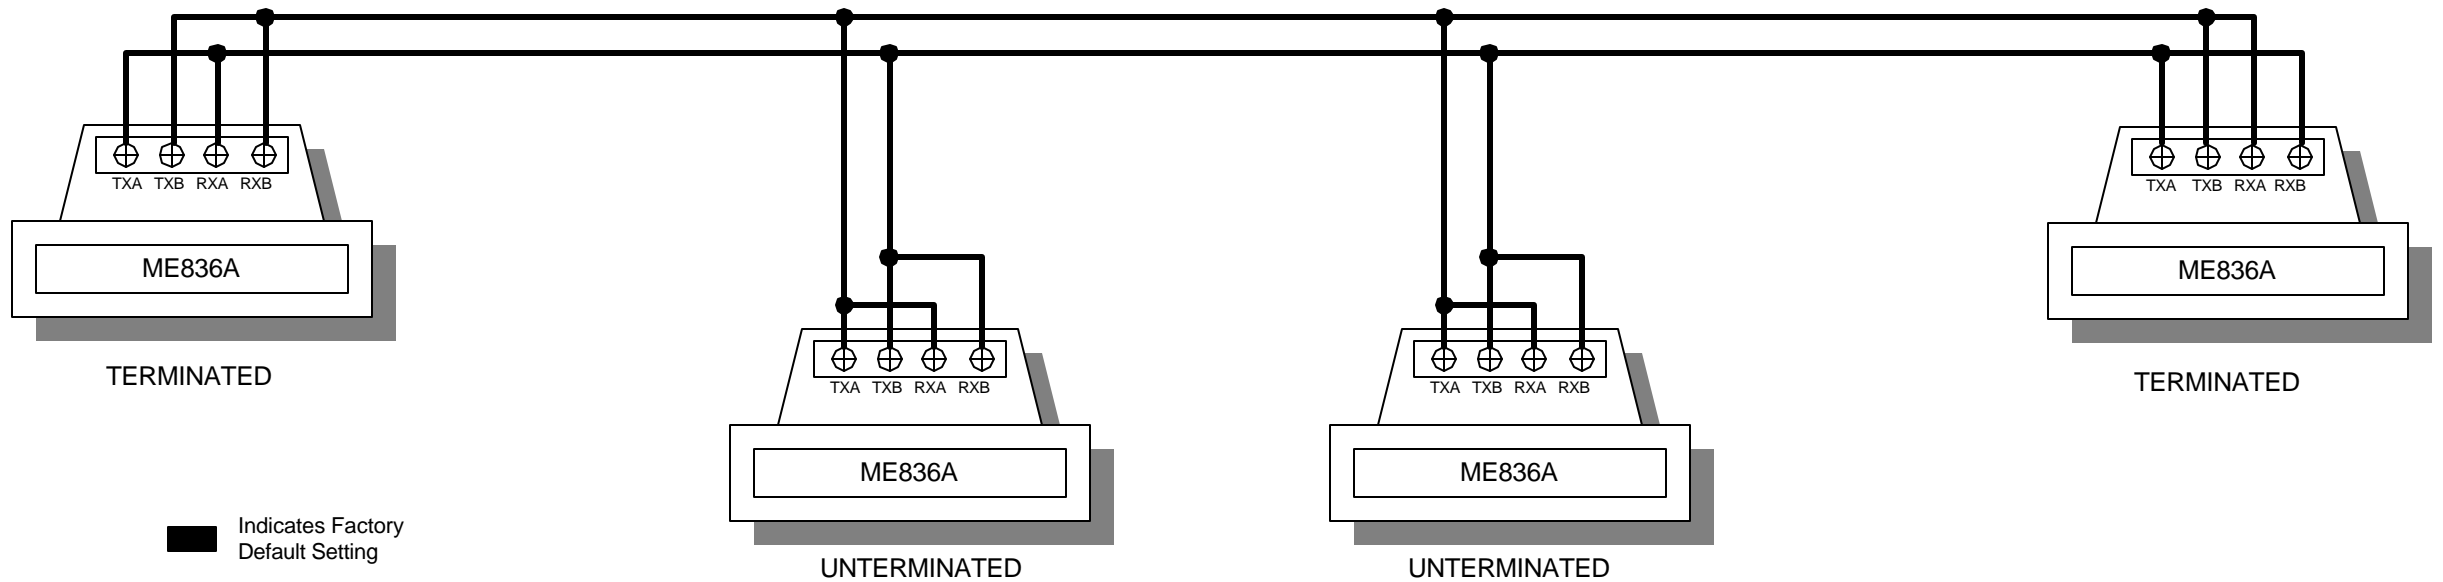 TXA TXB RXA RXB
ME836A
TERMINATED
TXA TXB RXA RXB
ME836A
UNTERMINATED
TXA TXB RXA RXB
ME836A
UNTERMINATED
TXA TXB RXA RXB
ME836A
TERMINATED
Indicates Factory
Default Setting